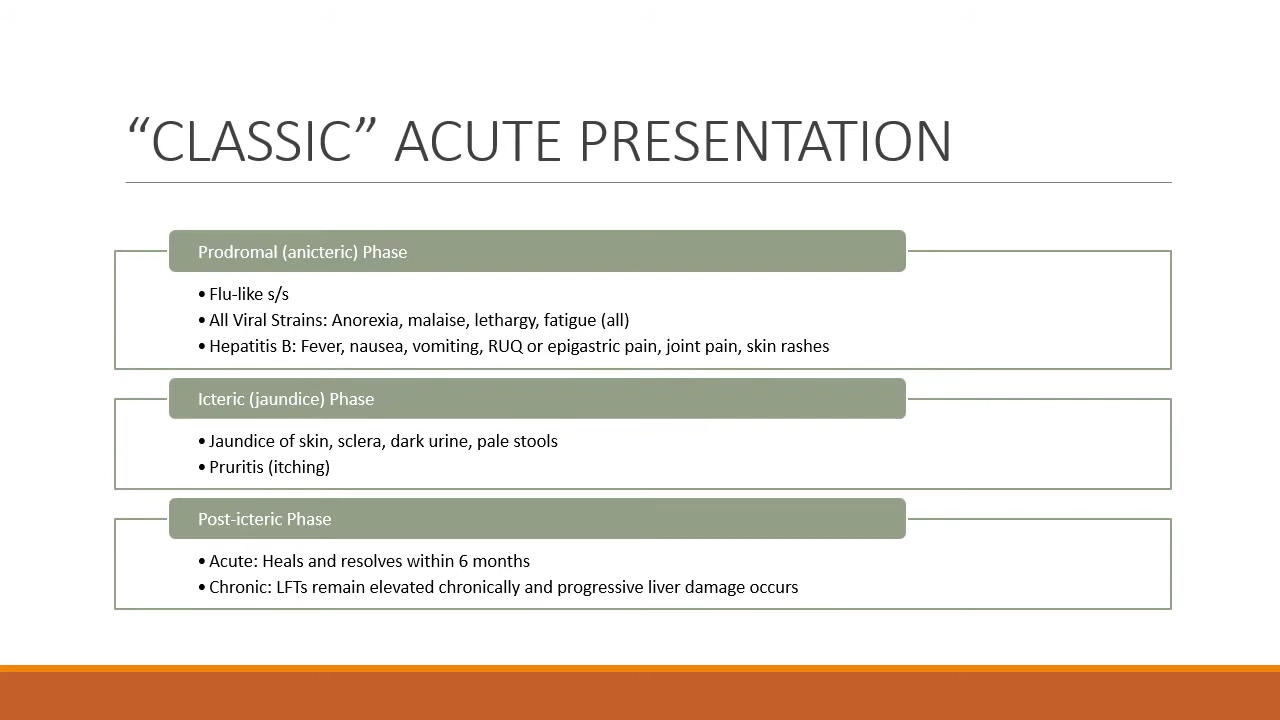 “CLASSIC” ACUTE PRESENTATION
Prodromal (anicteric) Phase
• Flu-like s/s
• All Viral Strains: Anorexia, malaise, lethargy, fatigue (all)
• Hepatitis B: Fever, nausea, vomiting, RUQ or epigastric pain, joint pain, skin rashes
Icteric (jaundice) Phase
• Jaundice of skin, sclera, dark urine, pale stools
• Pruritis (itching)
Post-icteric Phase
• Acute: Heals and resolves within 6 months
• Chronic: LFTs remain elevated chronically and progressive liver damage occurs